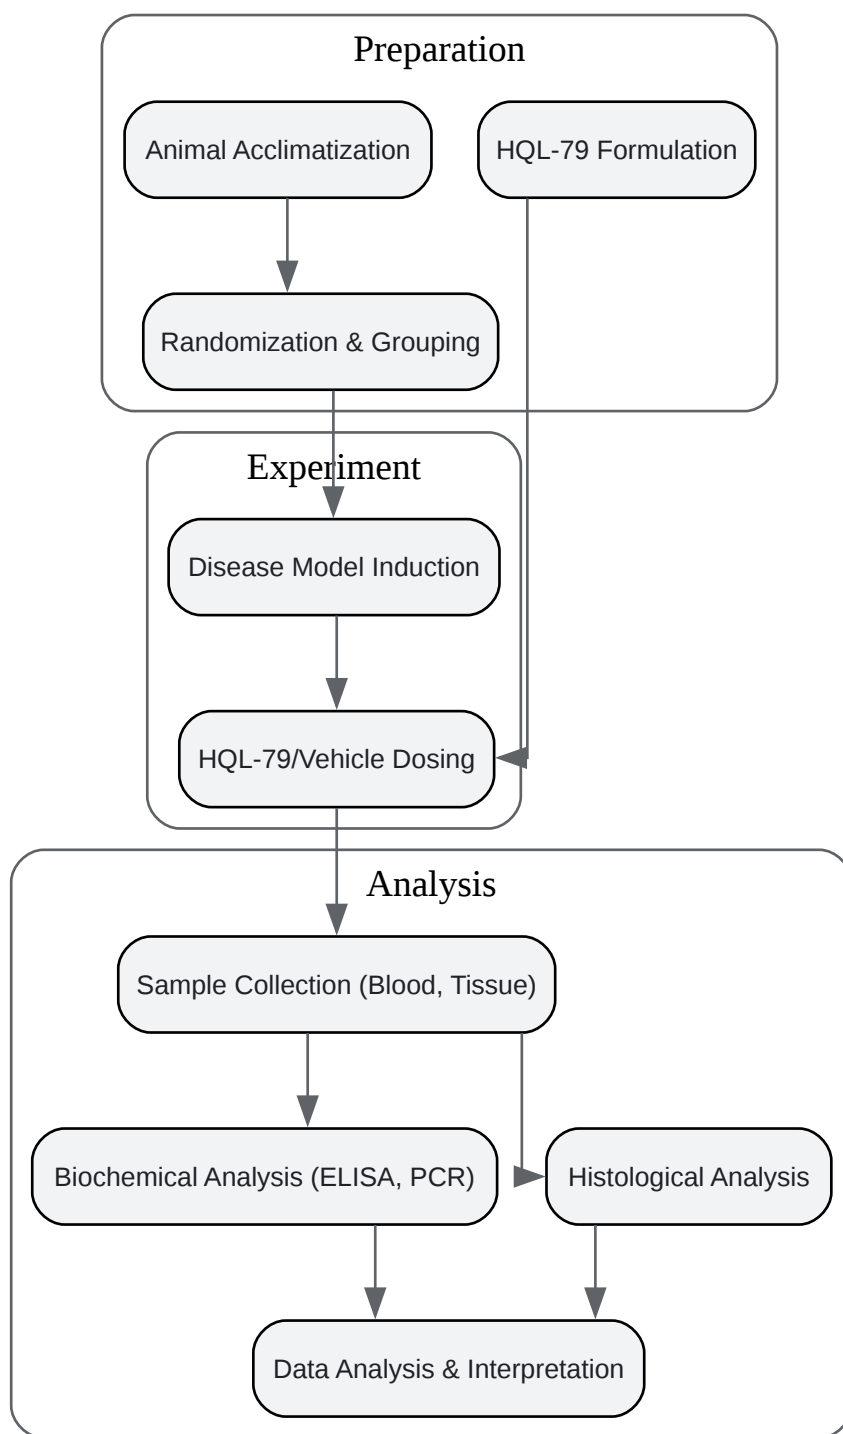 Preparation
Animal Acclimatization
HQL-79 Formulation
Randomization & Grouping
Experiment
Disease Model Induction
HQL-79/Vehicle Dosing
Analysis
Sample Collection (Blood, Tissue)
Biochemical Analysis (ELISA, PCR)
Histological Analysis
Data Analysis & Interpretation